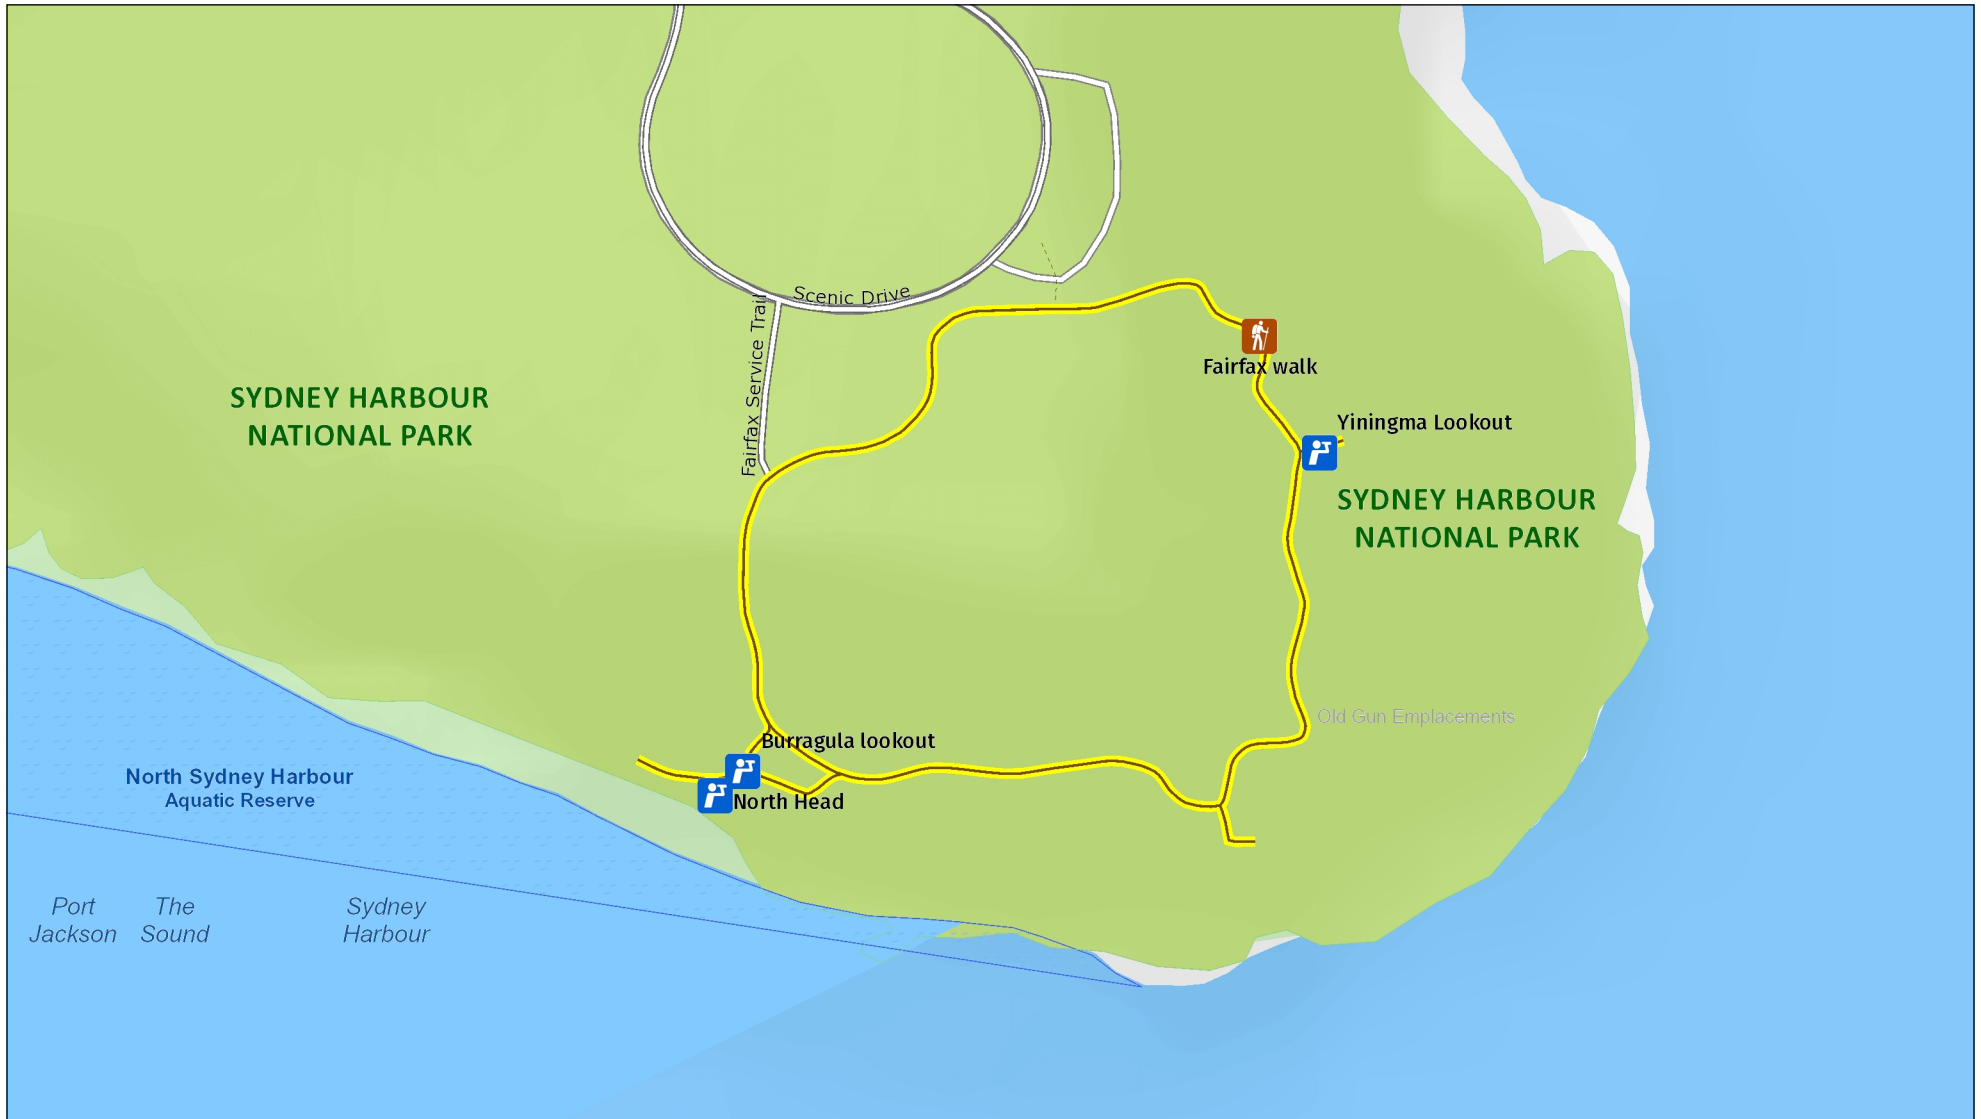 Scenic Drive
Fairfax Service Trail
Fairfax walk
Yiningma Lookout
SYDNEY HARBOUR
NATIONAL PARK
SYDNEY HARBOUR
NATIONAL PARK
Old Gun Emplacements
Burragula lookout
North Head
North Sydney Harbour
Aquatic Reserve
Port
Jackson
The
Sound
Sydney
Harbour